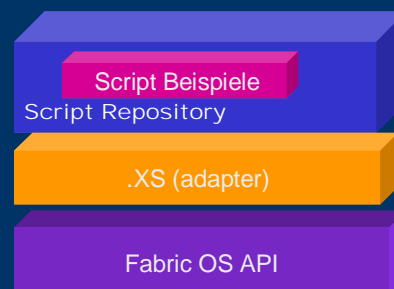 Script Beispiele
Script Repository
.XS (adapter)
Fabric OS API